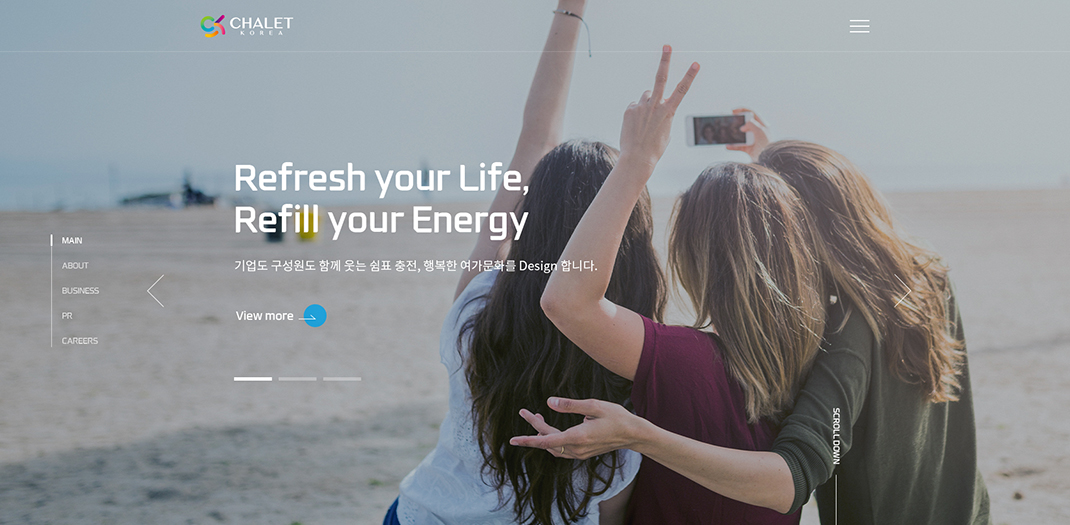 CHALET
KOREA
Refresh your Life,
Refill your Energy
기업도 구성원도 함께 웃는 쉼표 충전, 행복한 여가문화를 Design 합니다.
View more
MAIN
ABOUT
BUSINESS
PR
CAREERS
SCROLL DOWN